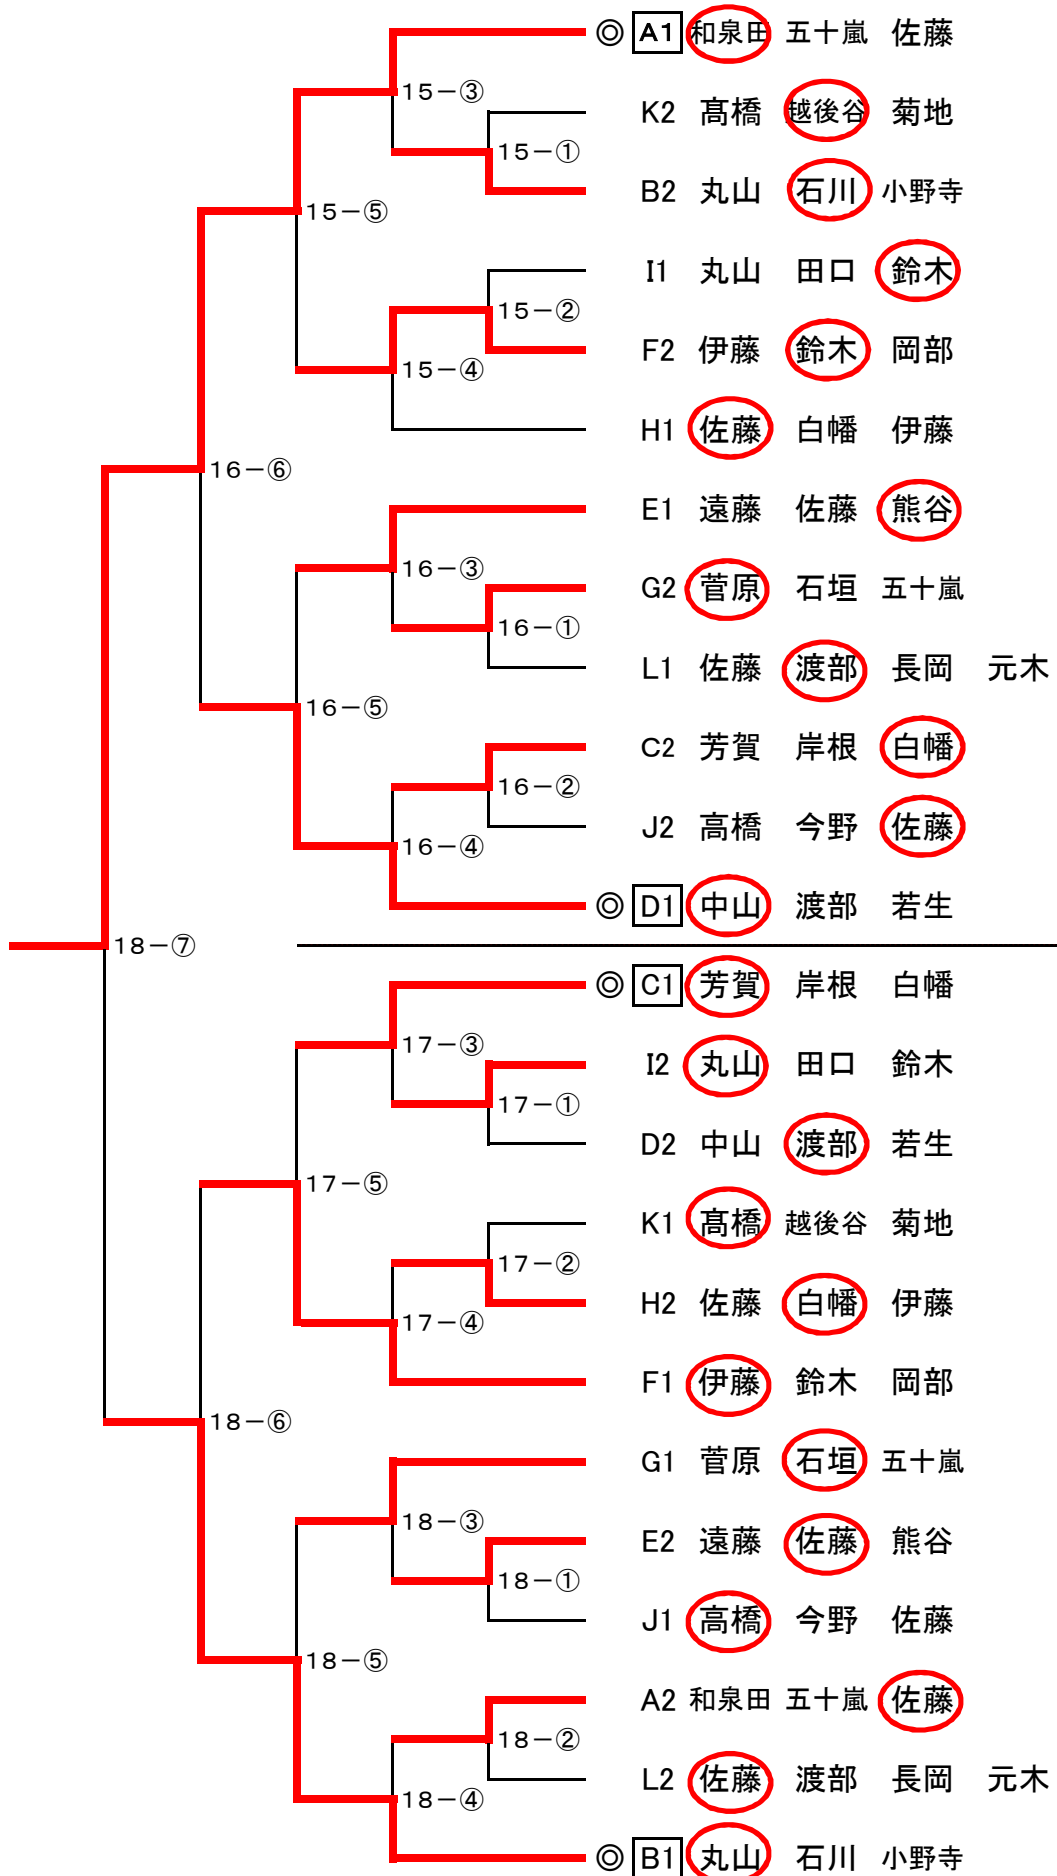 ◎ A1 和泉田 五十嵐 佐藤
15-③
K2 髙橋 越後谷 菊地
15-①
B2 丸山 石川 小野寺
15-⑤
I1 丸山 田口 鈴木
15-②
F2 伊藤 鈴木 岡部
15-④
H1 佐藤 白幡 伊藤
16-⑥
E1 遠藤 佐藤 熊谷
16-③
G2 菅原 石垣 五十嵐
16-①
L1 佐藤 渡部 長岡 元木
16-⑤
C2 芳賀 岸根 白幡
16-②
J2 高橋 今野 佐藤
16-④
◎ D1 中山 渡部 若生
18-⑦
◎ C1 芳賀 岸根 白幡
17-③
I2 丸山 田口 鈴木
17-①
D2 中山 渡部 若生
17-⑤
K1 髙橋 越後谷 菊地
17-②
H2 佐藤 白幡 伊藤
17-④
F1 伊藤 鈴木 岡部
18-⑥
G1 菅原 石垣 五十嵐
18-③
E2 遠藤 佐藤 熊谷
18-①
J1 高橋 今野 佐藤
18-⑤
A2 和泉田 五十嵐 佐藤
18-②
L2 佐藤 渡部 長岡 元木
18-④
◎ B1 丸山 石川 小野寺